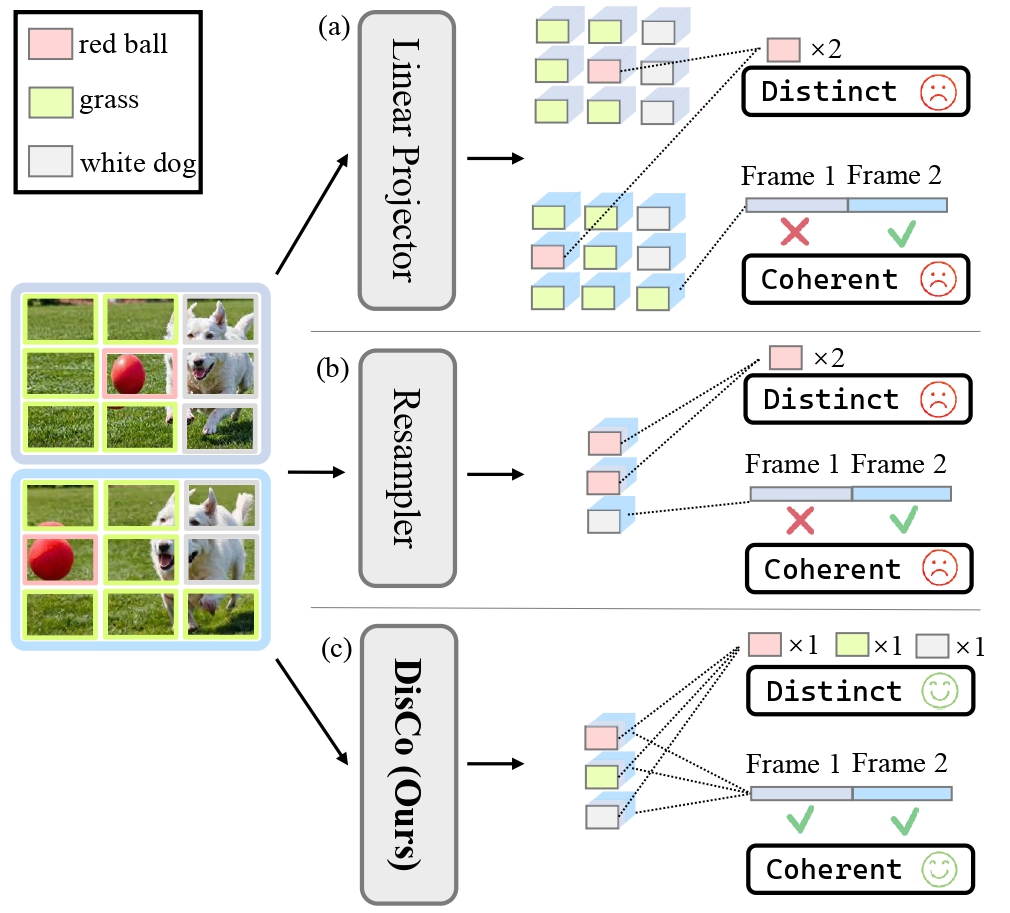 red ball
grass
white dog
(a)
Linear Projector
×2
Distinct
Frame 1 Frame 2
Coherent
(b)
Resampler
×2
Distinct
Frame 1 Frame 2
Coherent
(c)
DisCo (Ours)
×1 ×1 ×1
Distinct
Frame 1 Frame 2
Coherent